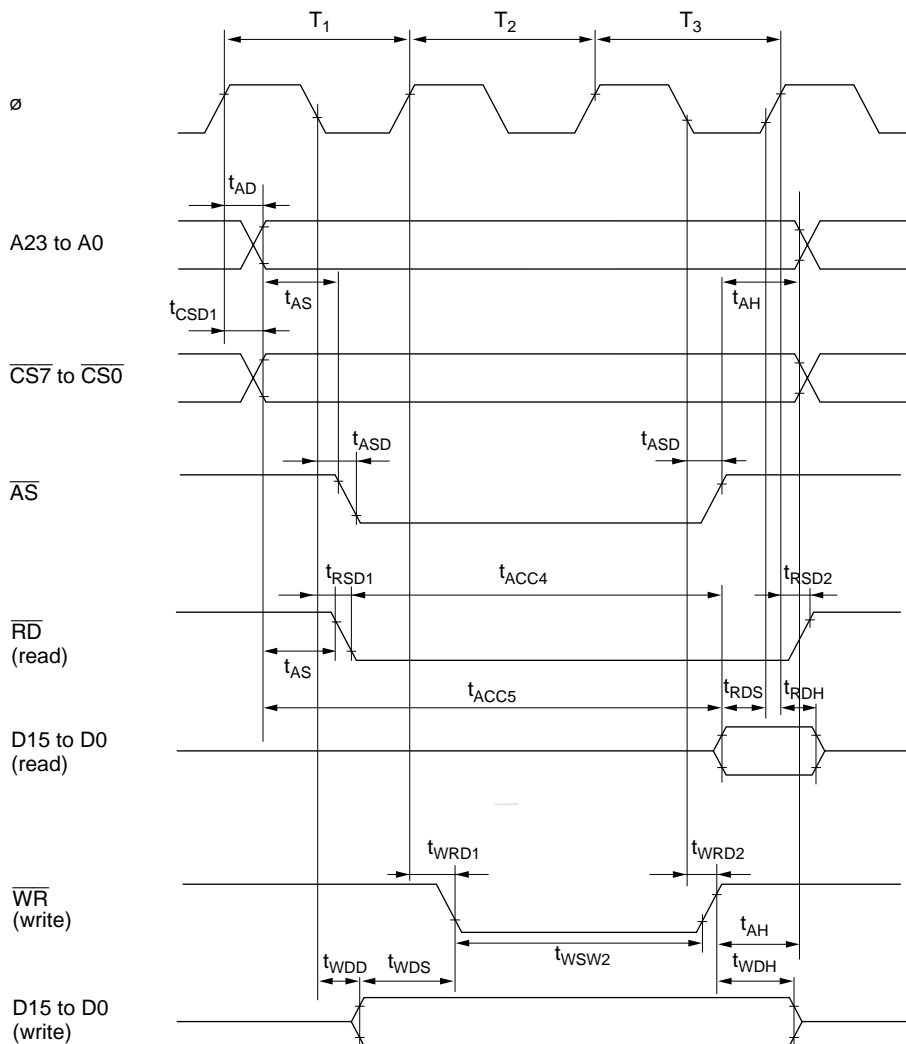 T1 T2 T3
ø
tAD
A23 to A0
tAS tAH
tCSD1
CS7 to CS0
tASD tASD
AS
tRSD1 tACC4 tRSD2
RD
(read)
tAS
tACC5 tRDS tRDH
D15 to D0
(read)
tWRD1 tWRD2
WR
(write)
tAH
tWSW2
tWDD tWDS tWDH
D15 to D0
(write)